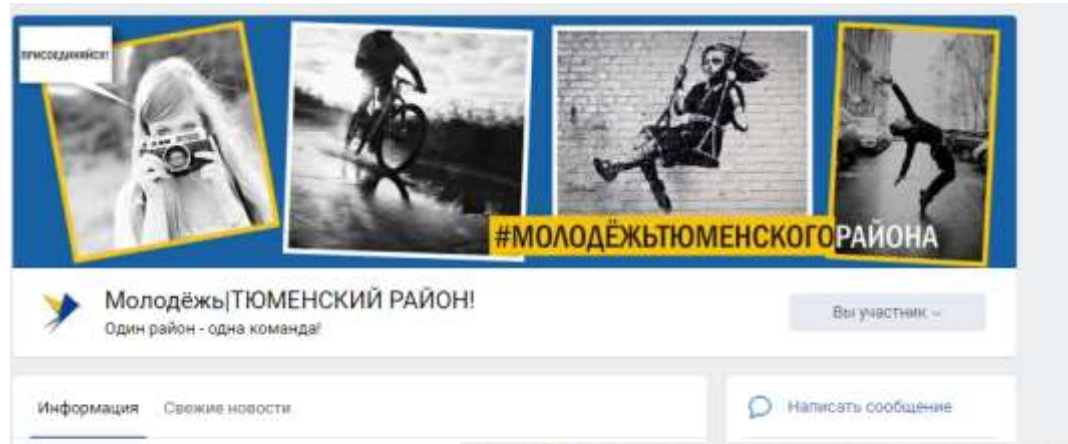 ПРИСОЕДИНЯЙСЯ!
#МОЛОДЁЖЬТЮМЕНСКОГОРАЙОНА
Молодёжь|ТЮМЕНСКИЙ РАЙОН!
Один район - одна команда!
Вы участник
Информация Свежие новости
Написать сообщение